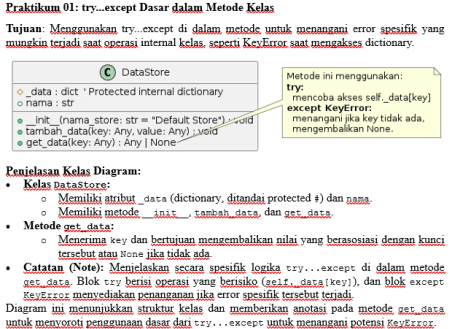 Praktikum 01: try...except Dasar dalam Metode Kelas
Tujuan: Menggunakan try...except di dalam metode untuk menangani error spesifik yang
mungkin terjadi saat operasi internal kelas, seperti KeyError saat mengakses dictionary.
C DataStore
_data : dict ' Protected internal dictionary
nama : str
__init__(nama_store: str = "Default Store") : void
tambah_data(key: Any, value: Any) : void
get_data(key: Any) : Any | None
Metode ini menggunakan:
try:
mencoba akses self._data[key]
except KeyError:
menangani jika key tidak ada,
mengembalikan None.
Penjelasan Kelas Diagram:
• Kelas DataStore:
o Memiliki atribut _data (dictionary, ditandai protected #) dan nama.
o Memiliki metode __init__, tambah_data, dan get_data.
• Metode get_data:
o Menerima key dan bertujuan mengembalikan nilai yang berasosiasi dengan kunci
tersebut atau None jika tidak ada.
• Catatan (Note): Menjelaskan secara spesifik logika try...except di dalam metode
get_data. Blok try berisi operasi yang berisiko (self._data[key]), dan blok except
KeyError menyediakan penanganan jika error spesifik tersebut terjadi.
Diagram ini menunjukkan struktur kelas dan memberikan anotasi pada metode get_data
untuk menyoroti penggunaan dasar dari try...except untuk menangani potensi KeyError.